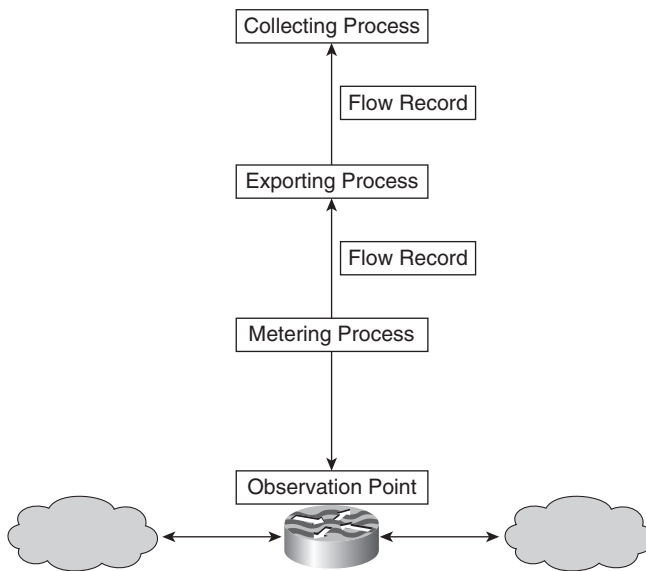 Collecting Process
Flow Record
Exporting Process
Flow Record
Metering Process
Observation Point